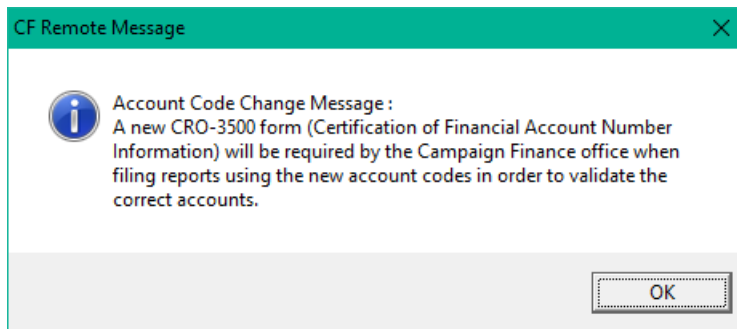 CF Remote Message
Account Code Change Message :
A new CRO-3500 form (Certification of Financial Account Number
Information) will be required by the Campaign Finance office when
filing reports using the new account codes in order to validate the
correct accounts.
OK